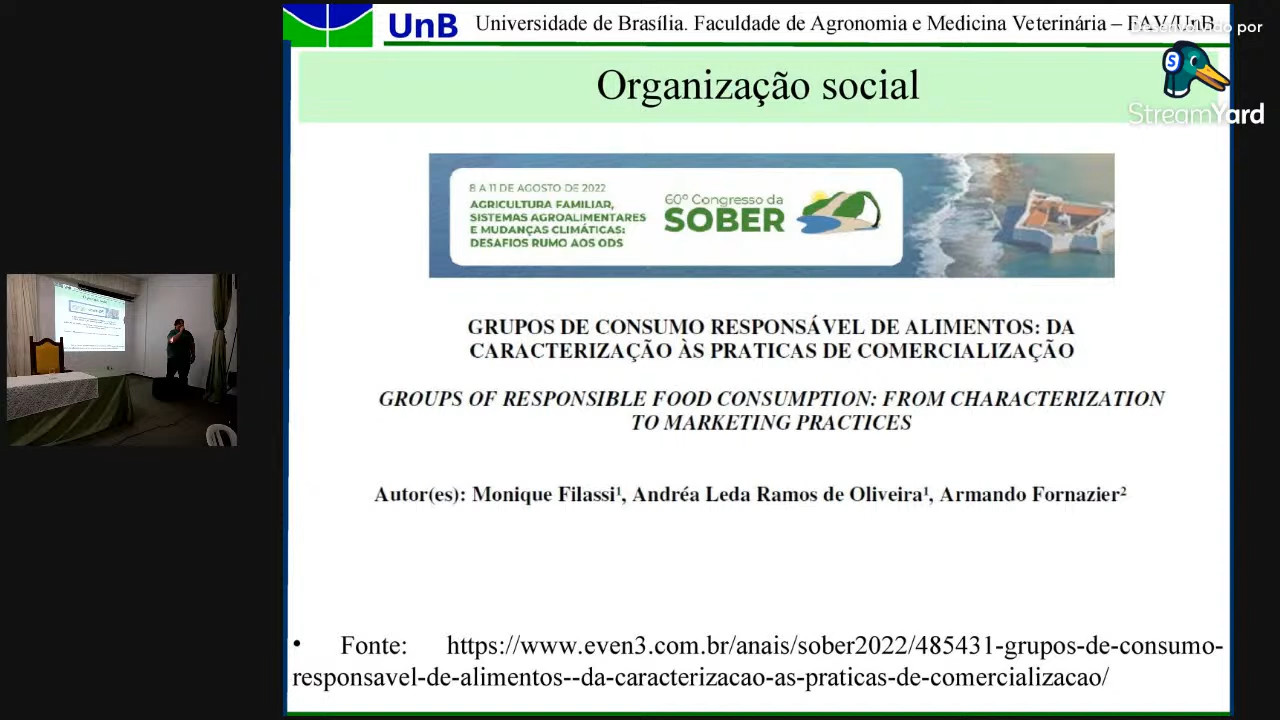 UnB Universidade de Brasília. Faculdade de Agronomia e Medicina Veterinária – FAV/UnB
Desenvolvido por
StreamYard
Organização social
8 A 11 DE AGOSTO DE 2022
AGRICULTURA FAMILIAR,
SISTEMAS AGROALIMENTARES
E MUDANÇAS CLIMÁTICAS:
DESAFIOS RUMO AOS ODS
60º Congresso da
SOBER
GRUPOS DE CONSUMO RESPONSÁVEL DE ALIMENTOS: DA
CARACTERIZAÇÃO ÀS PRATICAS DE COMERCIALIZAÇÃO
GROUPS OF RESPONSIBLE FOOD CONSUMPTION: FROM CHARACTERIZATION
TO MARKETING PRACTICES
Autor(es): Monique Filassi¹, Andréa Leda Ramos de Oliveira¹, Armando Fornazier²
• Fonte: https://www.even3.com.br/anais/sober2022/485431-grupos-de-consumo-
responsavel-de-alimentos--da-caracterizacao-as-praticas-de-comercializacao/